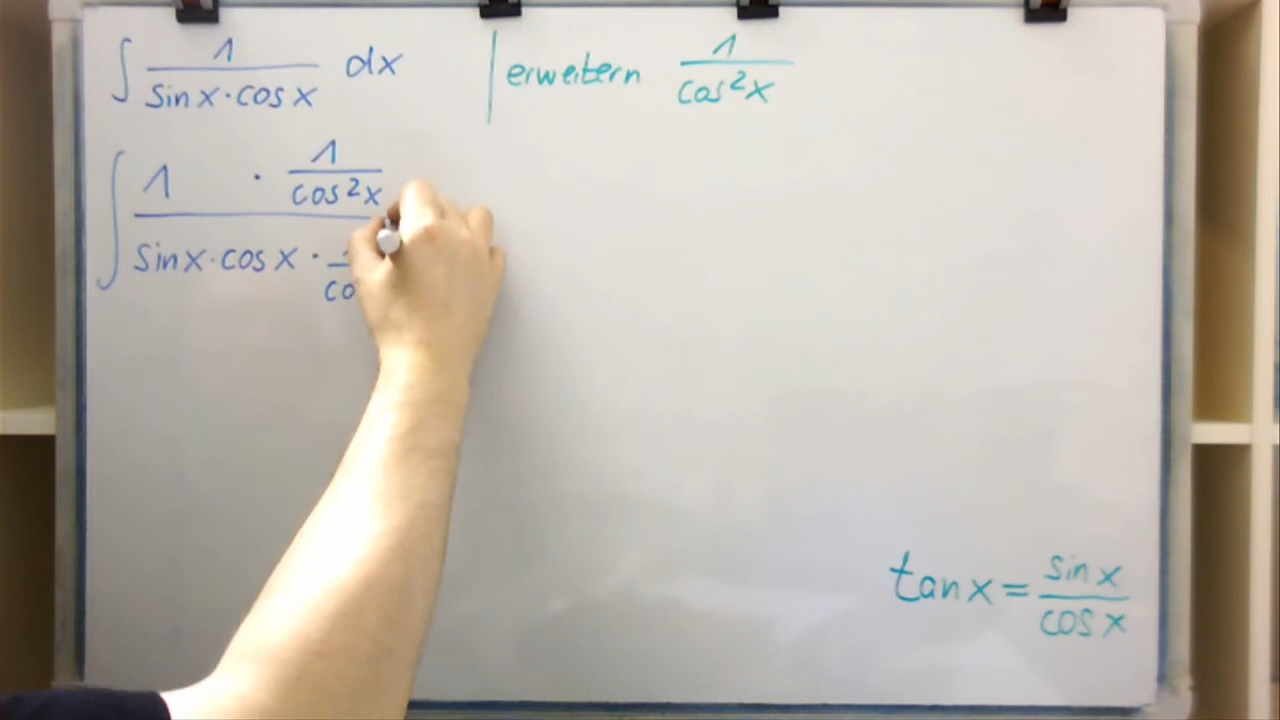 ∫ 1/(sin x · cos x) dx | erweitern 1/(cos²x)
∫ (1 · 1/(cos²x))/(sin x · cos x ·
tan x = (sin x)/(cos x)